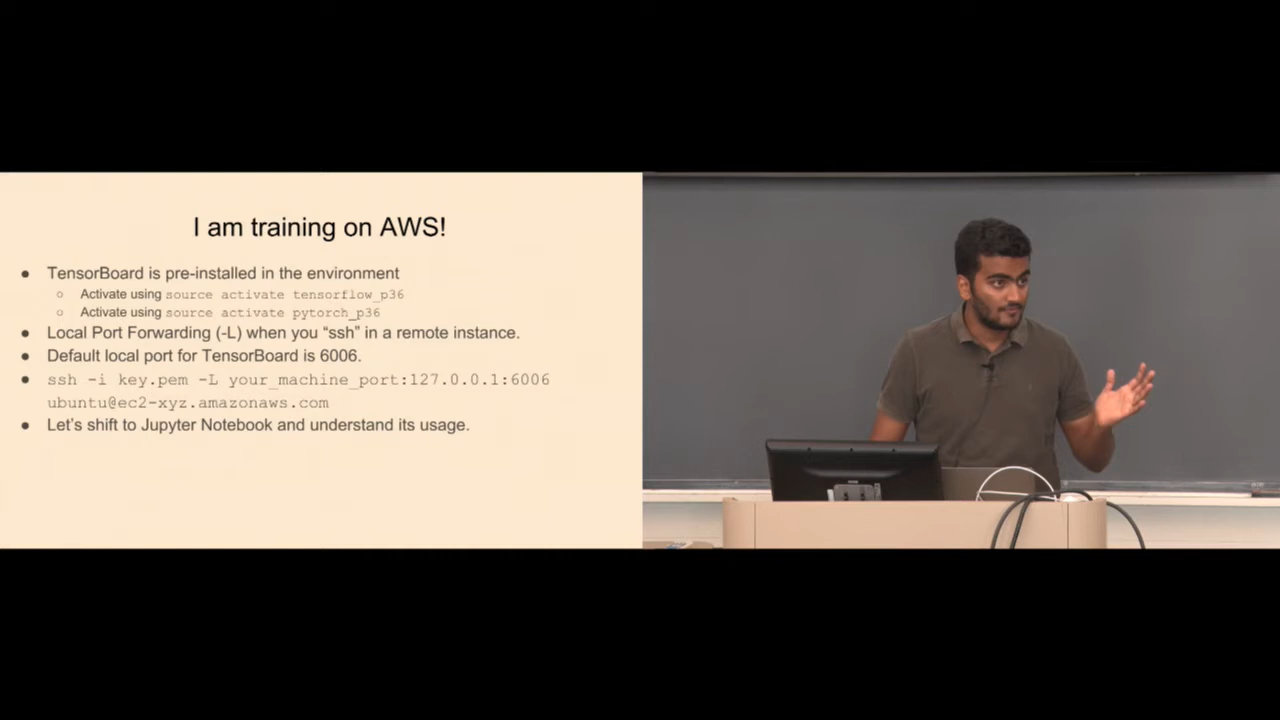 I am training on AWS!
● TensorBoard is pre-installed in the environment
○ Activate using source activate tensorflow_p36
○ Activate using source activate pytorch_p36
● Local Port Forwarding (-L) when you “ssh” in a remote instance.
● Default local port for TensorBoard is 6006.
● ssh -i key.pem -L your_machine_port:127.0.0.1:6006
ubuntu@ec2-xyz.amazonaws.com
● Let’s shift to Jupyter Notebook and understand its usage.